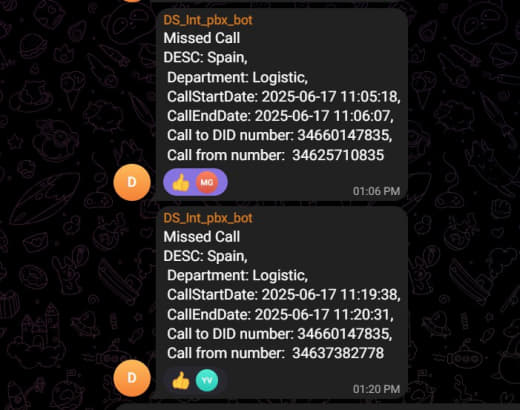 DS_Int_pbx_bot
Missed Call
DESC: Spain,
Department: Logistic,
CallStartDate: 2025-06-17 11:05:18,
CallEndDate: 2025-06-17 11:06:07,
Call to DID number: 34660147835,
Call from number: 34625710835
D
👍 MG
01:06 PM
DS_Int_pbx_bot
Missed Call
DESC: Spain,
Department: Logistic,
CallStartDate: 2025-06-17 11:19:38,
CallEndDate: 2025-06-17 11:20:31,
Call to DID number: 34660147835,
Call from number: 34637382778
D
👍 YV
01:20 PM